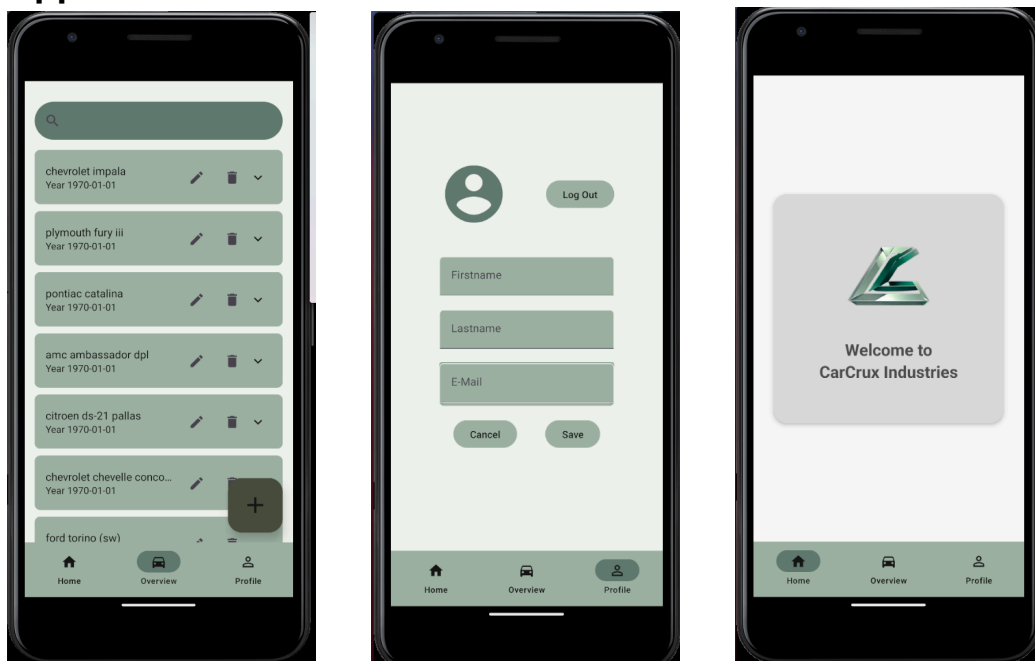 chevrolet impala
Year 1970-01-01
plymouth fury iii
Year 1970-01-01
pontiac catalina
Year 1970-01-01
amc ambassador dpl
Year 1970-01-01
citroen ds-21 pallas
Year 1970-01-01
chevrolet chevelle conco...
Year 1970-01-01
ford torino (sw)
Home Overview Profile
Log Out
Firstname
Lastname
E-Mail
Cancel Save
Home Overview Profile
Welcome to
CarCrux Industries
Home Overview Profile